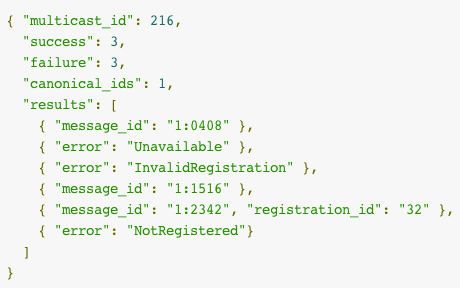 { "multicast_id": 216,
"success": 3,
"failure": 3,
"canonical_ids": 1,
"results": [
{ "message_id": "1:0408" },
{ "error": "Unavailable" },
{ "error": "InvalidRegistration" },
{ "message_id": "1:1516" },
{ "message_id": "1:2342", "registration_id": "32" },
{ "error": "NotRegistered"}
]
}